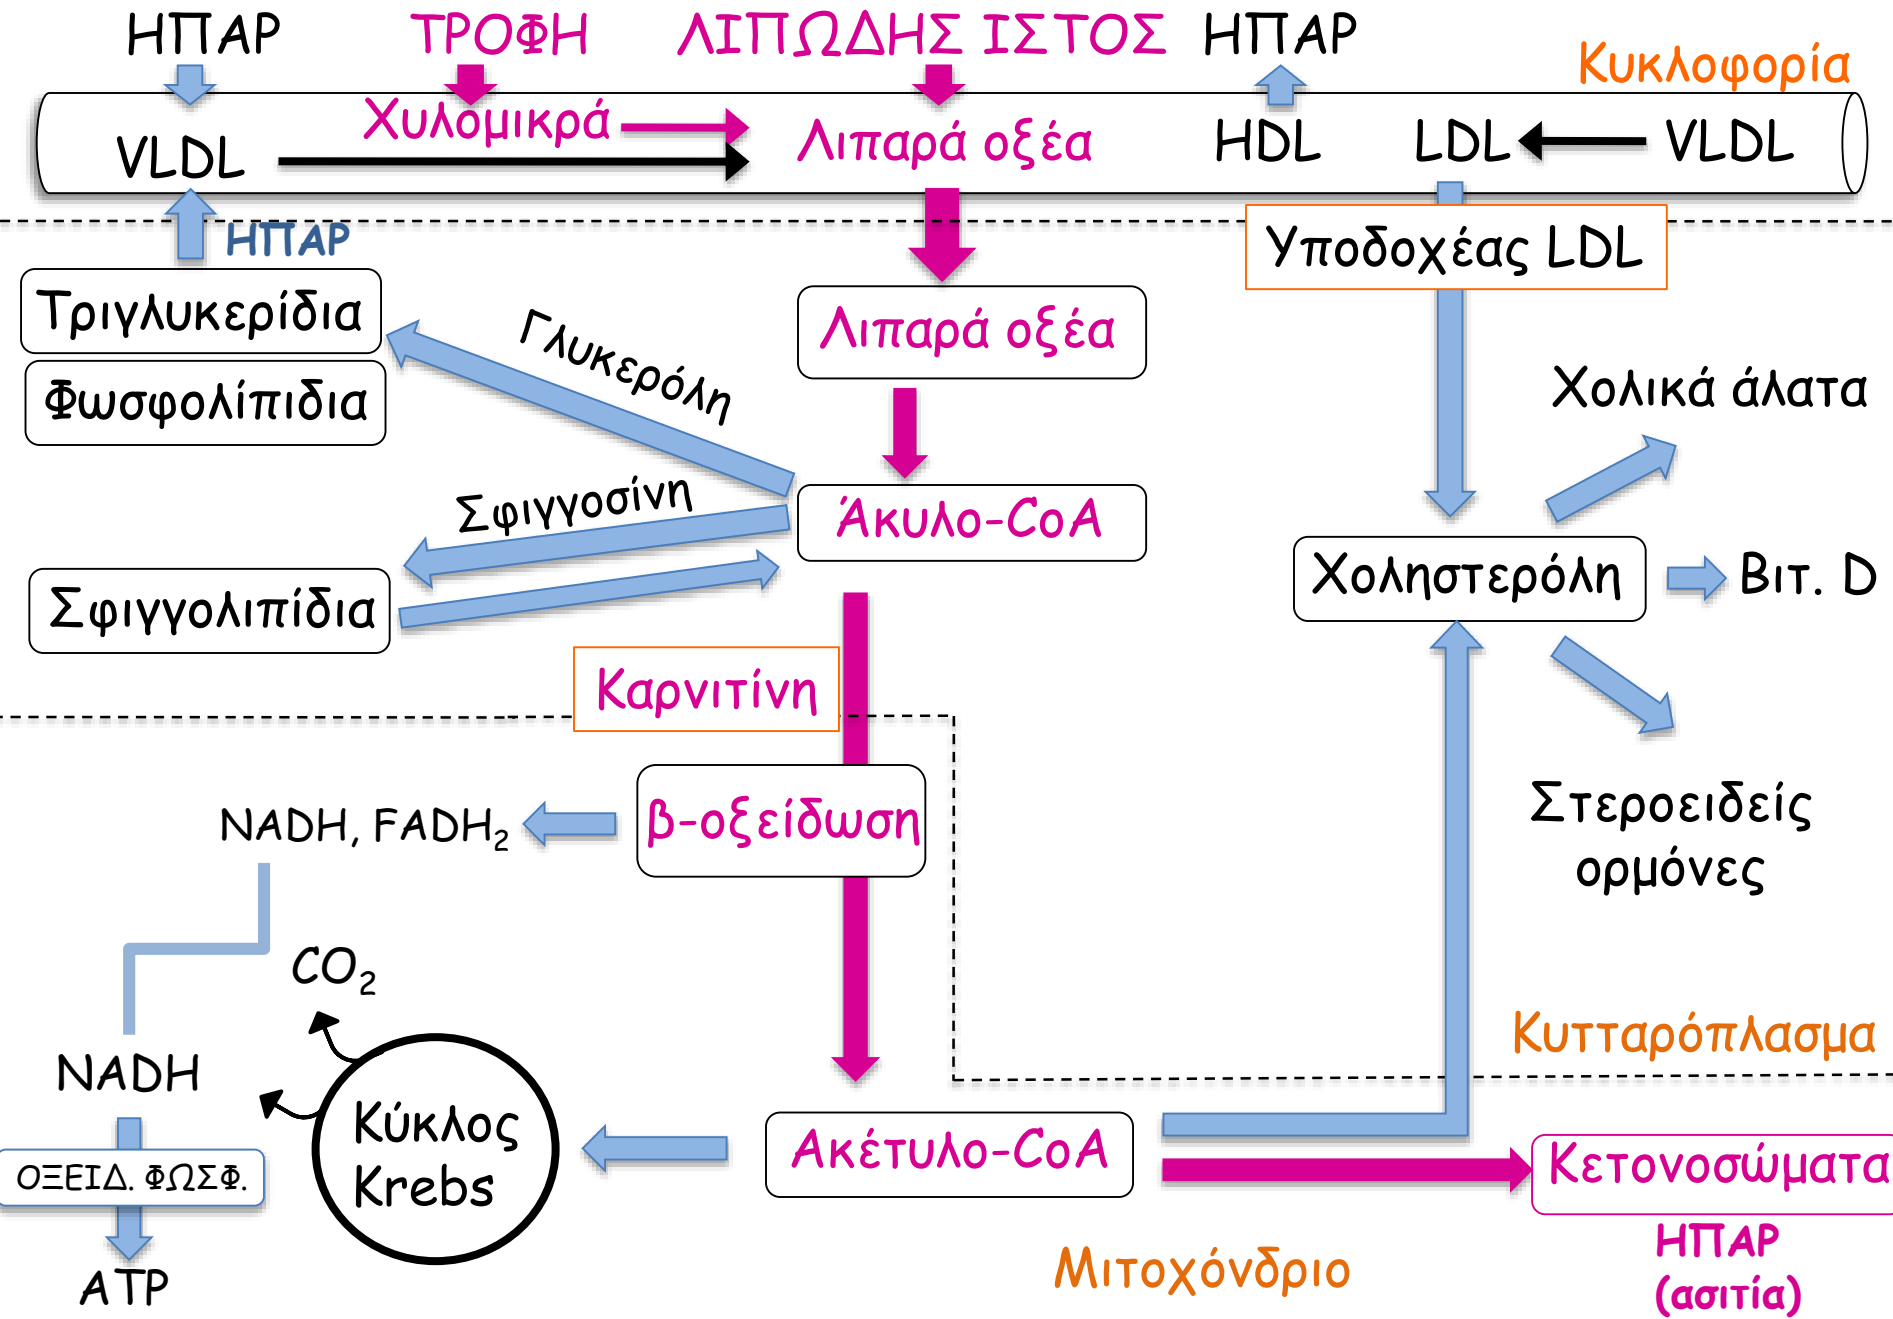 ΗΠΑΡ
ΤΡΟΦΗ
ΛΙΠΩΔΗΣ ΙΣΤΟΣ
ΗΠΑΡ
Κυκλοφορία
VLDL
Χυλομικρά
Λιπαρά οξέα
HDL
LDL
VLDL
ΗΠΑΡ
Υποδοχέας LDL
Τριγλυκερίδια
Φωσφολίπιδια
Γλυκερόλη
Λιπαρά οξέα
Χολικά άλατα
Σφιγγοσίνη
Άκυλο-CoA
Σφιγγολιπίδια
Χοληστερόλη
Βιτ. D
Καρνιτίνη
β-οξείδωση
NADH, FADH₂
Στεροειδείς
ορμόνες
CO₂
Κυτταρόπλασμα
NADH
Κύκλος
Krebs
Ακέτυλο-CoA
Κετονοσώματα
ΟΞΕΙΔ. ΦΩΣΦ.
ΗΠΑΡ
(ασιτία)
Μιτοχόνδριο
ATP